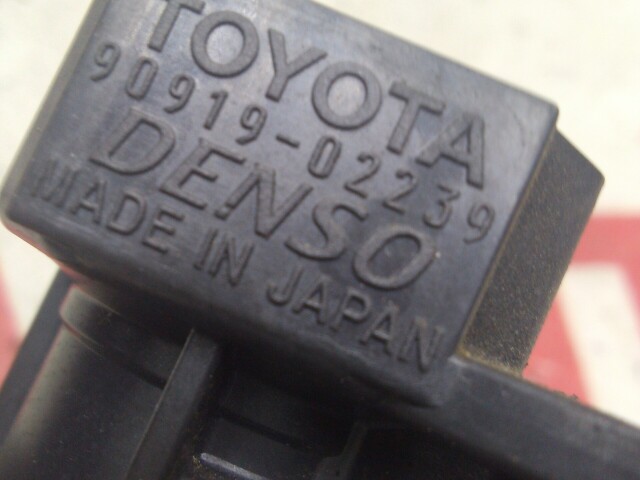 TOYOTA
90919-02239
DENSO
MADE IN JAPAN